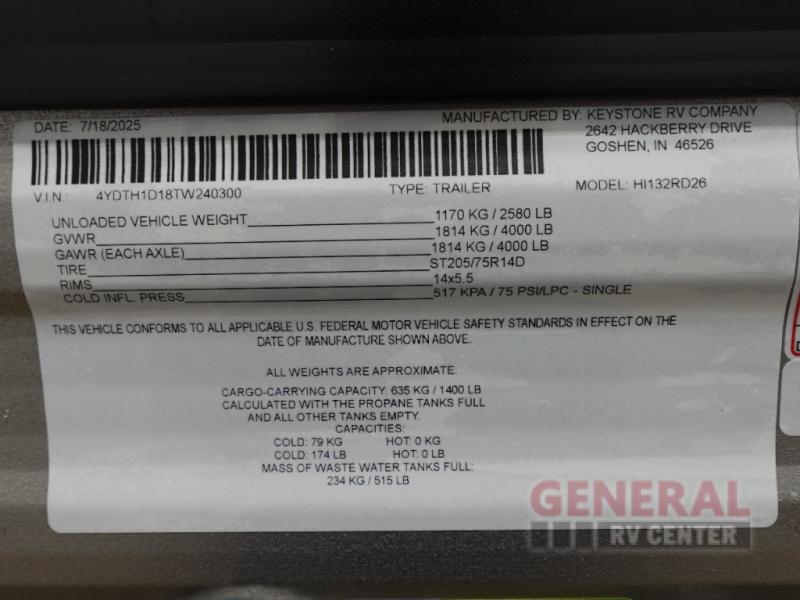 MANUFACTURED BY: KEYSTONE RV COMPANY
DATE: 7/18/2025
2642 HACKBERRY DRIVE
GOSHEN, IN 46526
V.I.N: 4YDTH1D18TW240300 TYPE: TRAILER MODEL: HI132RD26
UNLOADED VEHICLE WEIGHT 1170 KG / 2580 LB
GVWR 1814 KG / 4000 LB
GAWR (EACH AXLE) 1814 KG / 4000 LB
TIRE ST205/75R14D
RIMS 14x5.5
COLD INFL. PRESS 517 KPA / 75 PSI/LPC - SINGLE
THIS VEHICLE CONFORMS TO ALL APPLICABLE U.S. FEDERAL MOTOR VEHICLE SAFETY STANDARDS IN EFFECT ON THE
DATE OF MANUFACTURE SHOWN ABOVE.
ALL WEIGHTS ARE APPROXIMATE.
CARGO-CARRYING CAPACITY: 635 KG / 1400 LB
CALCULATED WITH THE PROPANE TANKS FULL
AND ALL OTHER TANKS EMPTY.
CAPACITIES:
COLD: 79 KG HOT: 0 KG
COLD: 174 LB HOT: 0 LB
MASS OF WASTE WATER TANKS FULL:
234 KG / 515 LB
GENERAL
RV CENTER